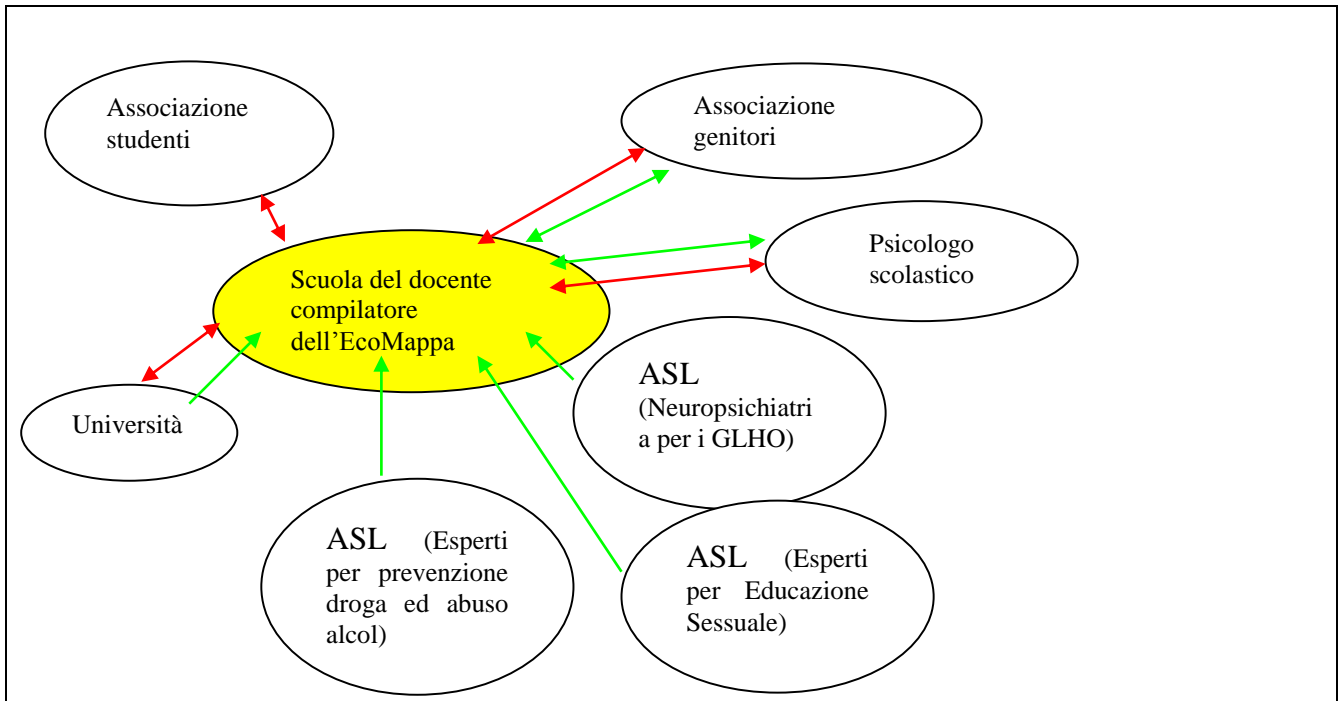 Associazione
studenti
Associazione
genitori
Psicologo
scolastico
Scuola del docente
compilatore
dell’EcoMappa
Università
ASL
(Neuropsichiatri
a per i GLHO)
ASL (Esperti
per prevenzione
droga ed abuso
alcol)
ASL (Esperti
per Educazione
Sessuale)